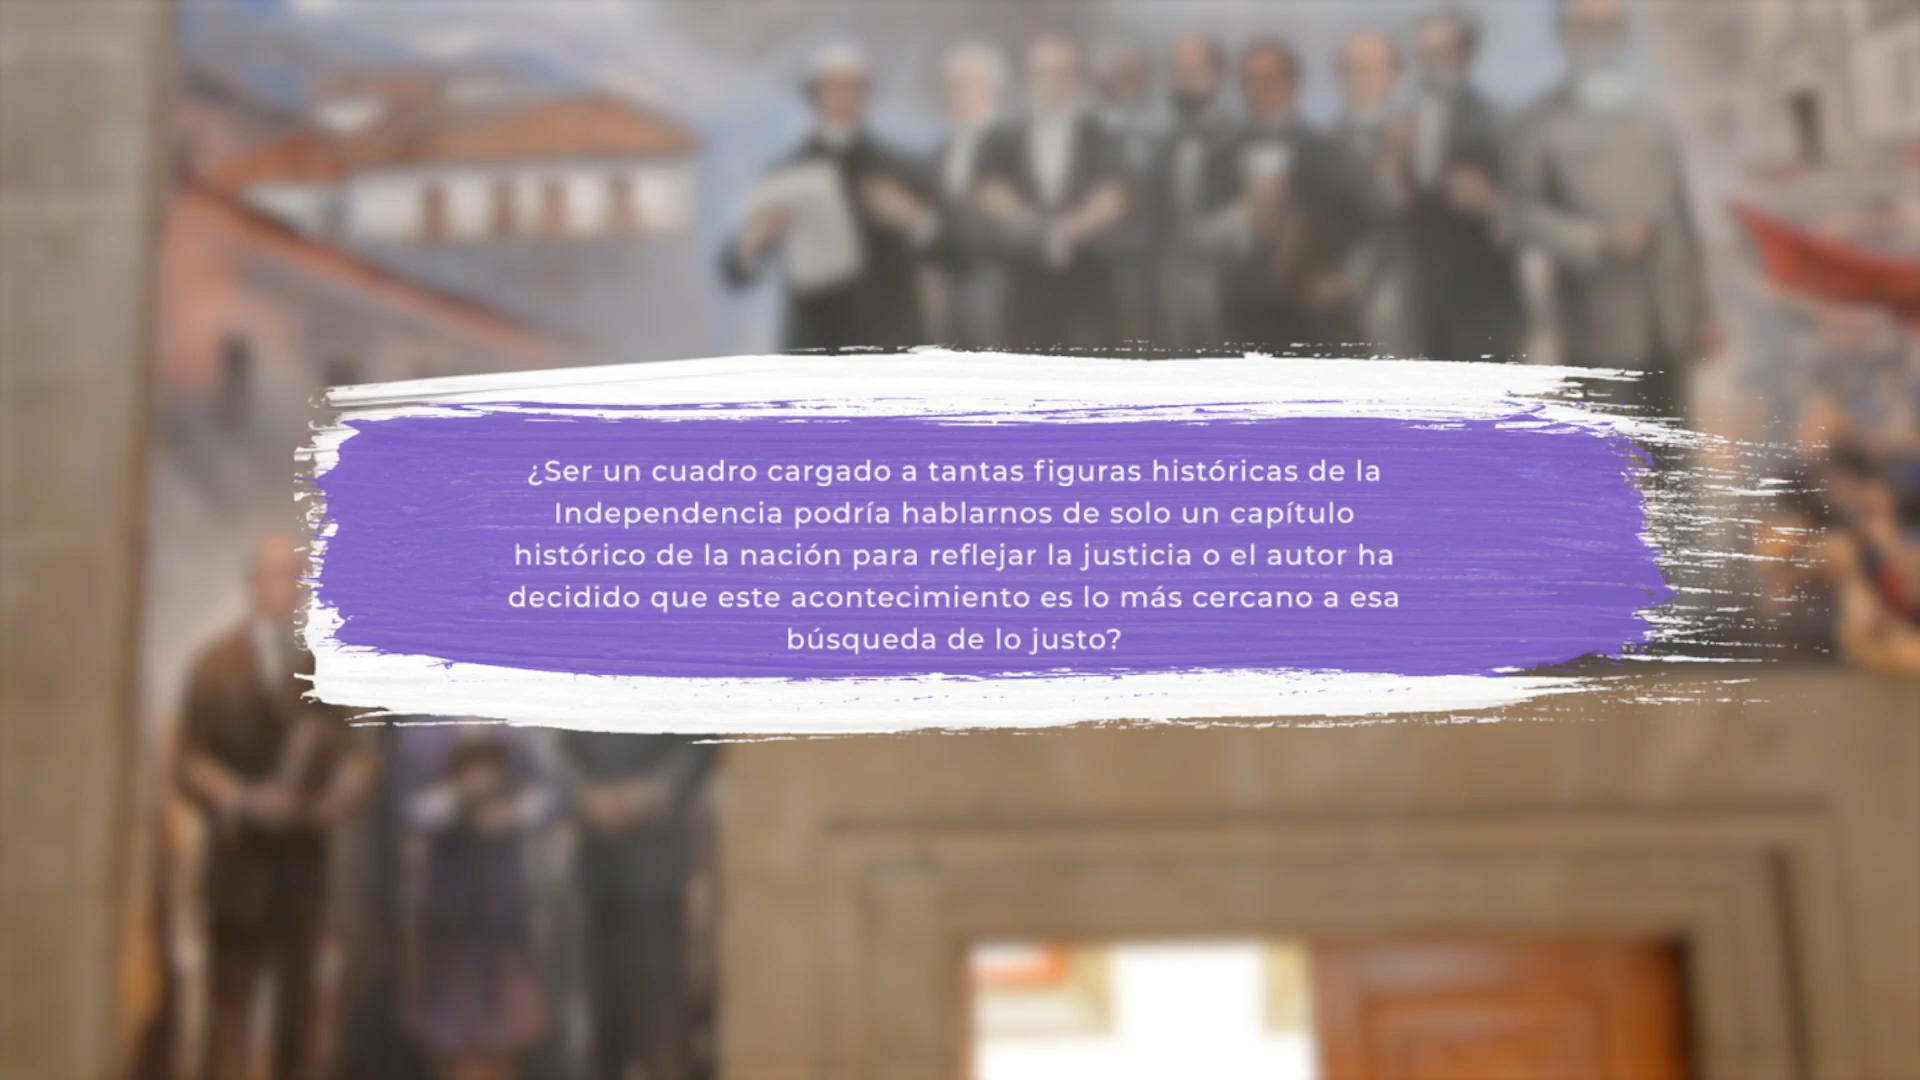 ¿Ser un cuadro cargado a tantas figuras históricas de la
Independencia podría hablarnos de solo un capítulo
histórico de la nación para reflejar la justicia o el autor ha
decidido que este acontecimiento es lo más cercano a esa
búsqueda de lo justo?